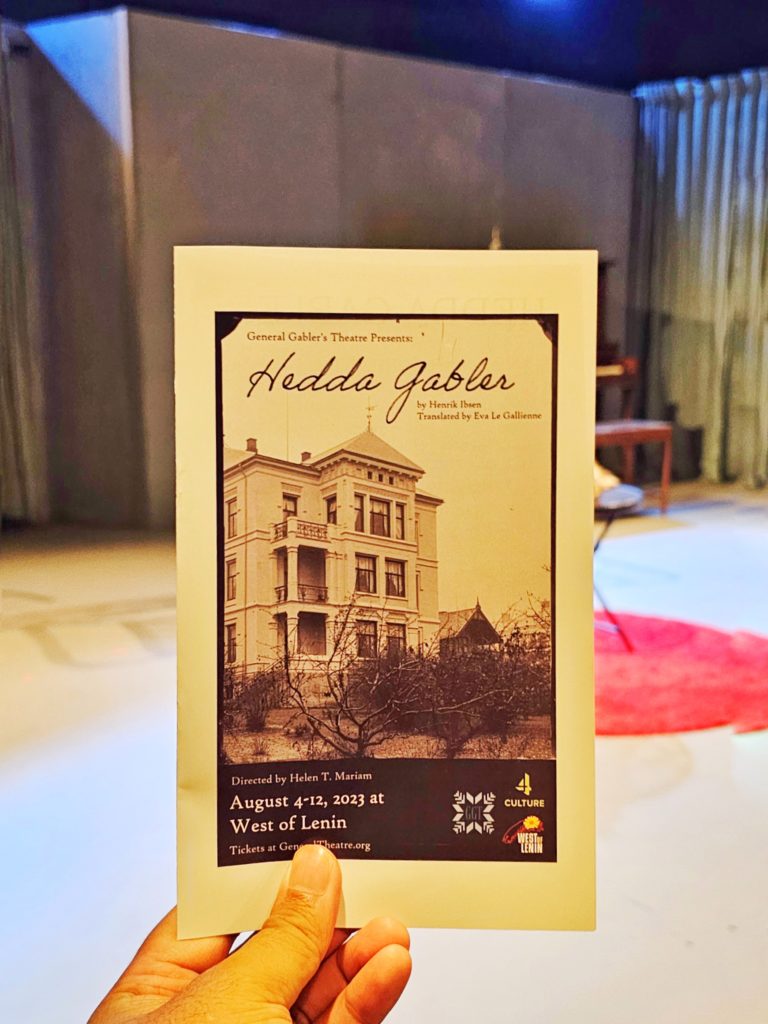 General Gabler's Theatre Presents:
Hedda Gabler
by Henrik Ibsen
Translated by Eva Le Gallienne
Directed by Helen T. Mariam
August 4-12, 2023 at
West of Lenin
Tickets at Theatre.org
GGT
4
CULTURE
WEST OF
LENIN